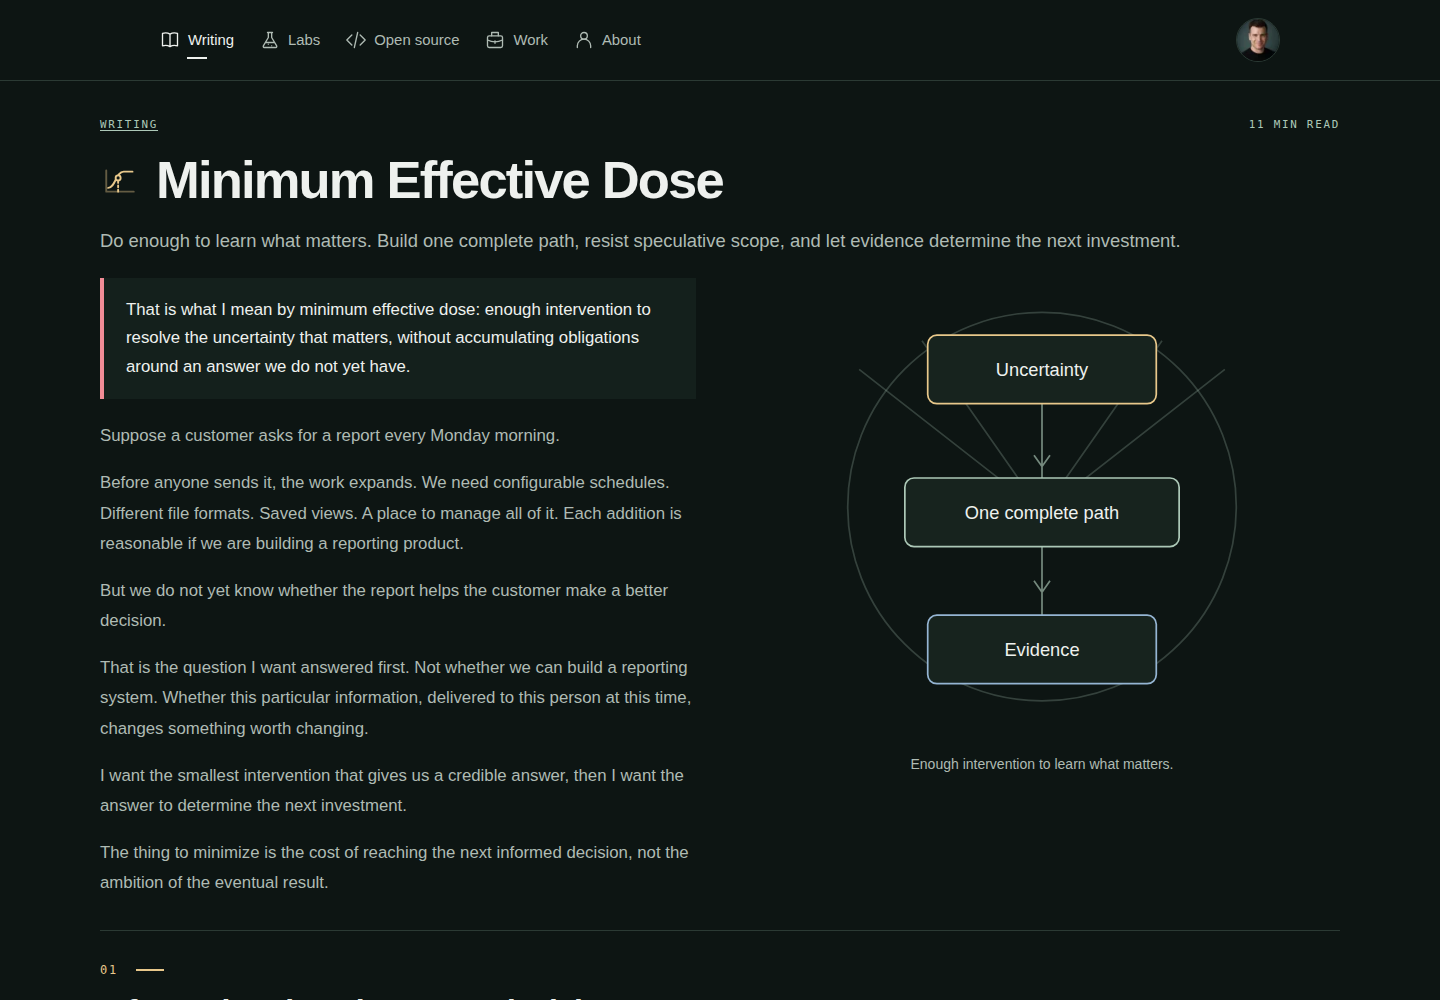 Writing
Labs
Open source
Work
About
WRITING
11 MIN READ
Minimum Effective Dose
Do enough to learn what matters. Build one complete path, resist speculative scope, and let evidence determine the next investment.
That is what I mean by minimum effective dose: enough intervention to
resolve the uncertainty that matters, without accumulating obligations
around an answer we do not yet have.
Suppose a customer asks for a report every Monday morning.
Before anyone sends it, the work expands. We need configurable schedules.
Different file formats. Saved views. A place to manage all of it. Each addition is
reasonable if we are building a reporting product.
But we do not yet know whether the report helps the customer make a better
decision.
That is the question I want answered first. Not whether we can build a reporting
system. Whether this particular information, delivered to this person at this time,
changes something worth changing.
I want the smallest intervention that gives us a credible answer, then I want the
answer to determine the next investment.
The thing to minimize is the cost of reaching the next informed decision, not the
ambition of the eventual result.
Uncertainty
One complete path
Evidence
Enough intervention to learn what matters.
01